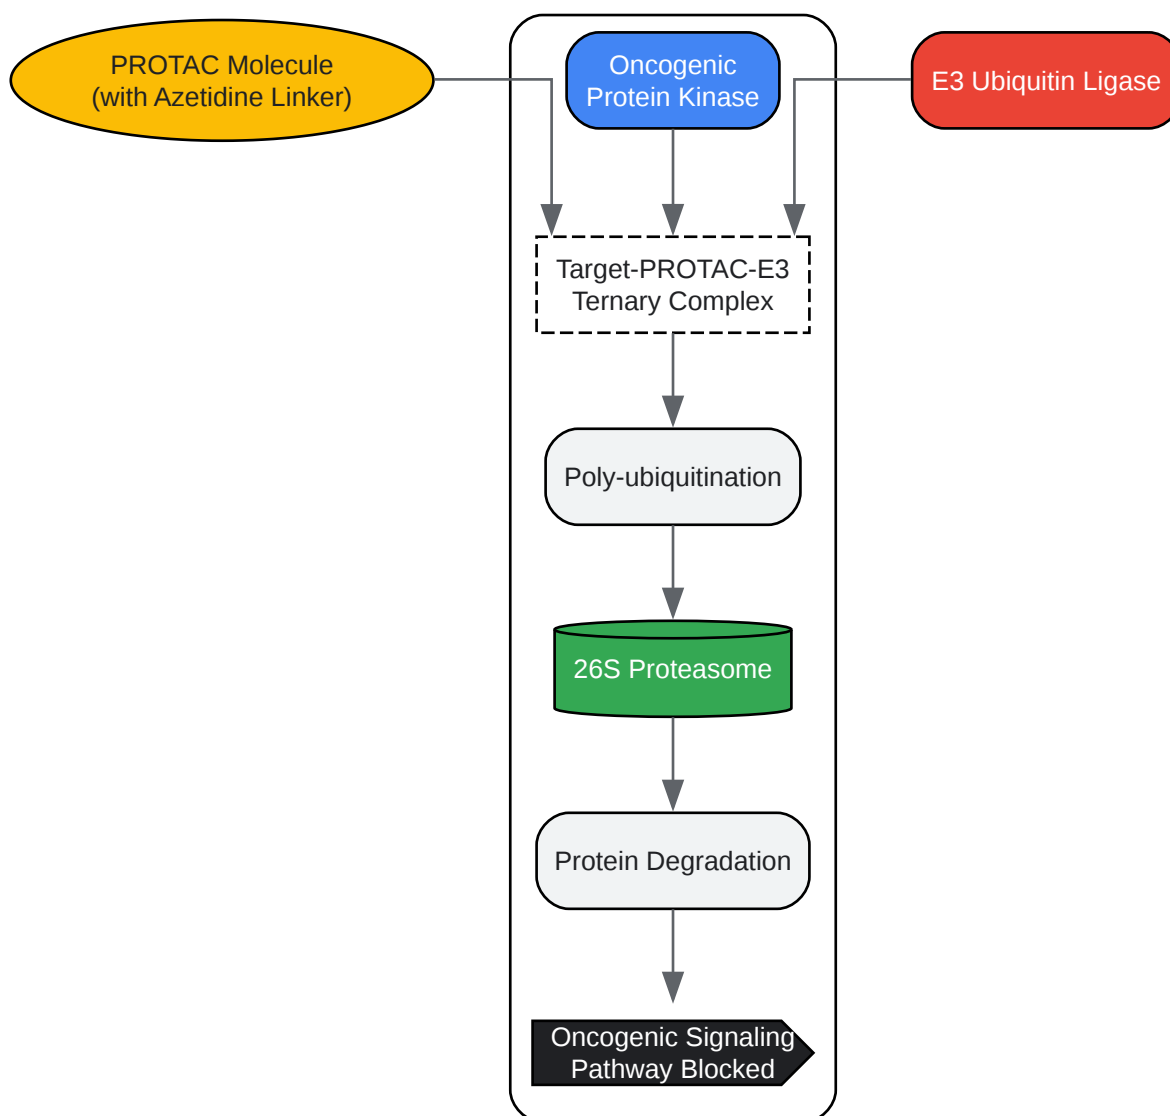 PROTAC Molecule
(with Azetidine Linker)
Oncogenic
Protein Kinase
E3 Ubiquitin Ligase
Target-PROTAC-E3
Ternary Complex
Poly-ubiquitination
26S Proteasome
Protein Degradation
Oncogenic Signaling
Pathway Blocked